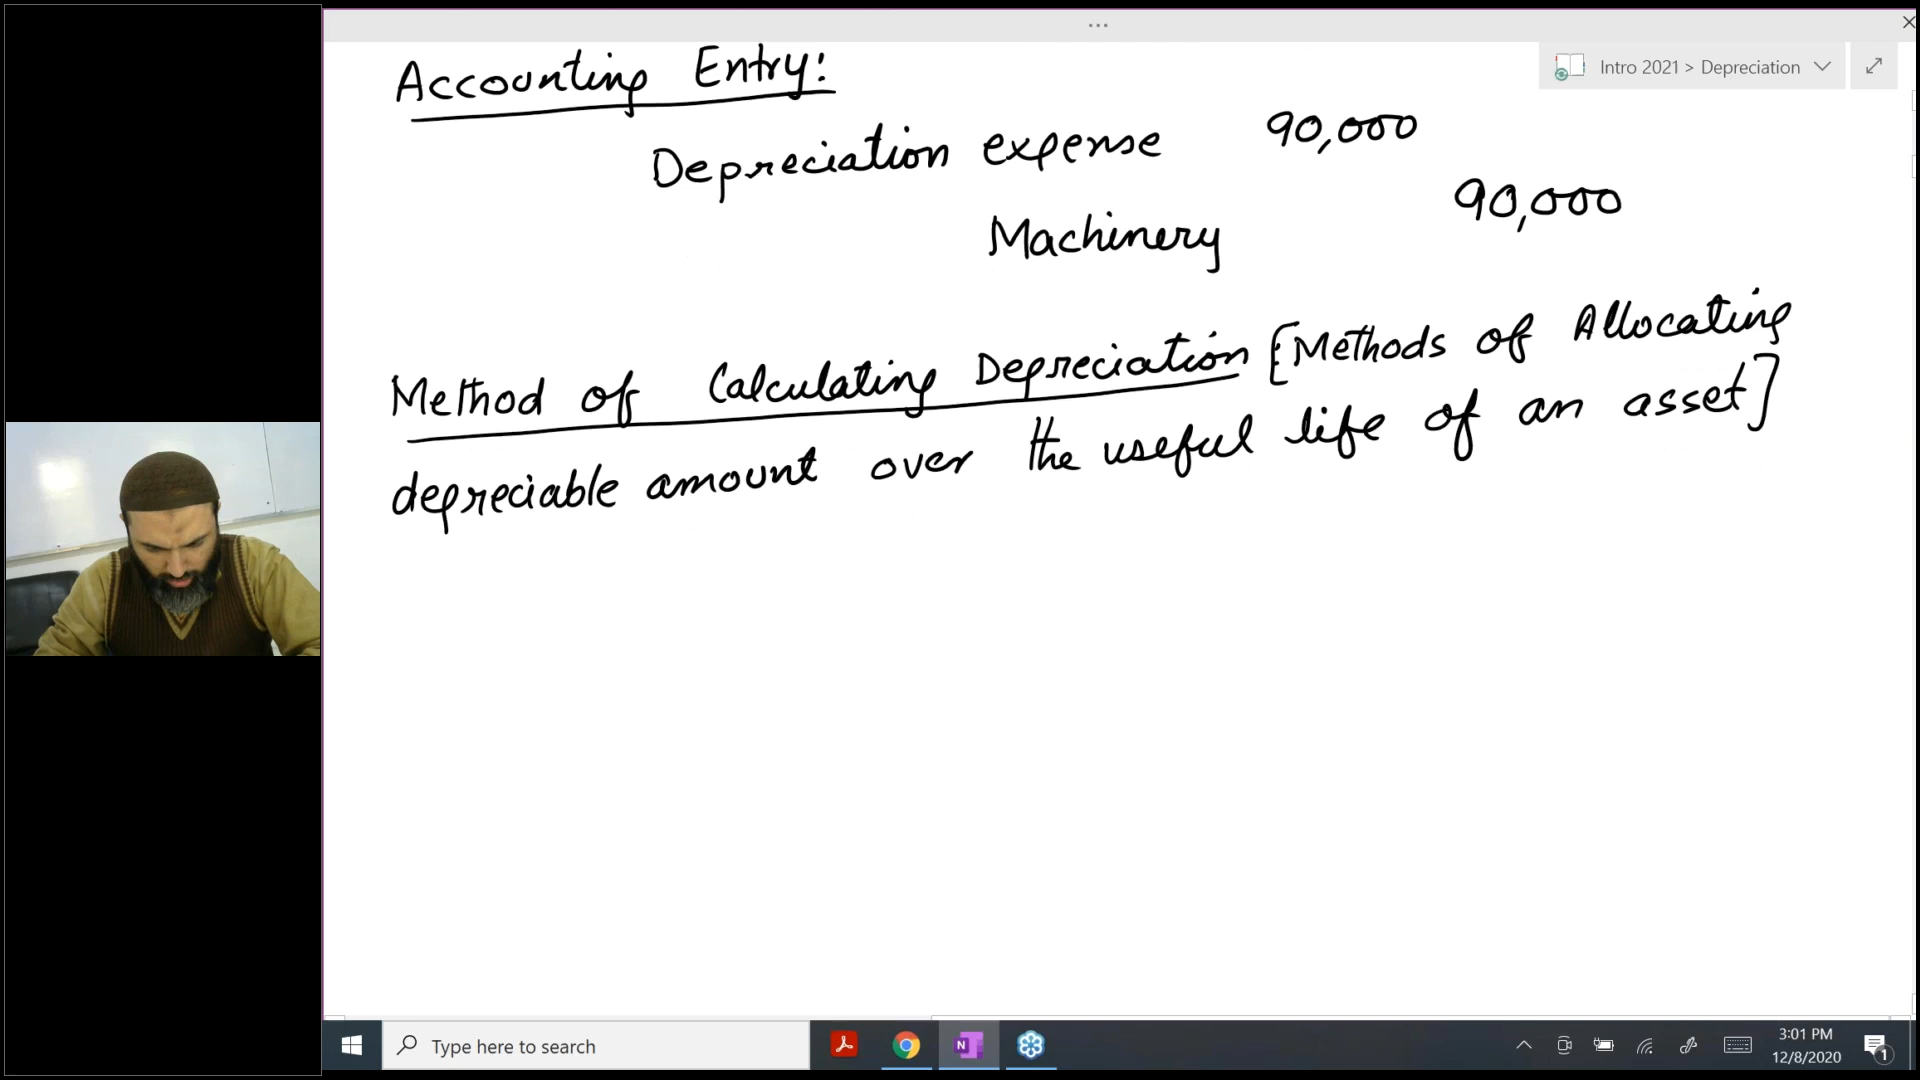 Intro 2021 > Depreciation
Accounting Entry:
Depreciation expense 90,000
Machinery 90,000
Method of Calculating Depreciation [Methods of Allocating
depreciable amount over the useful life of an asset]
Type here to search
3:01 PM
12/8/2020
1